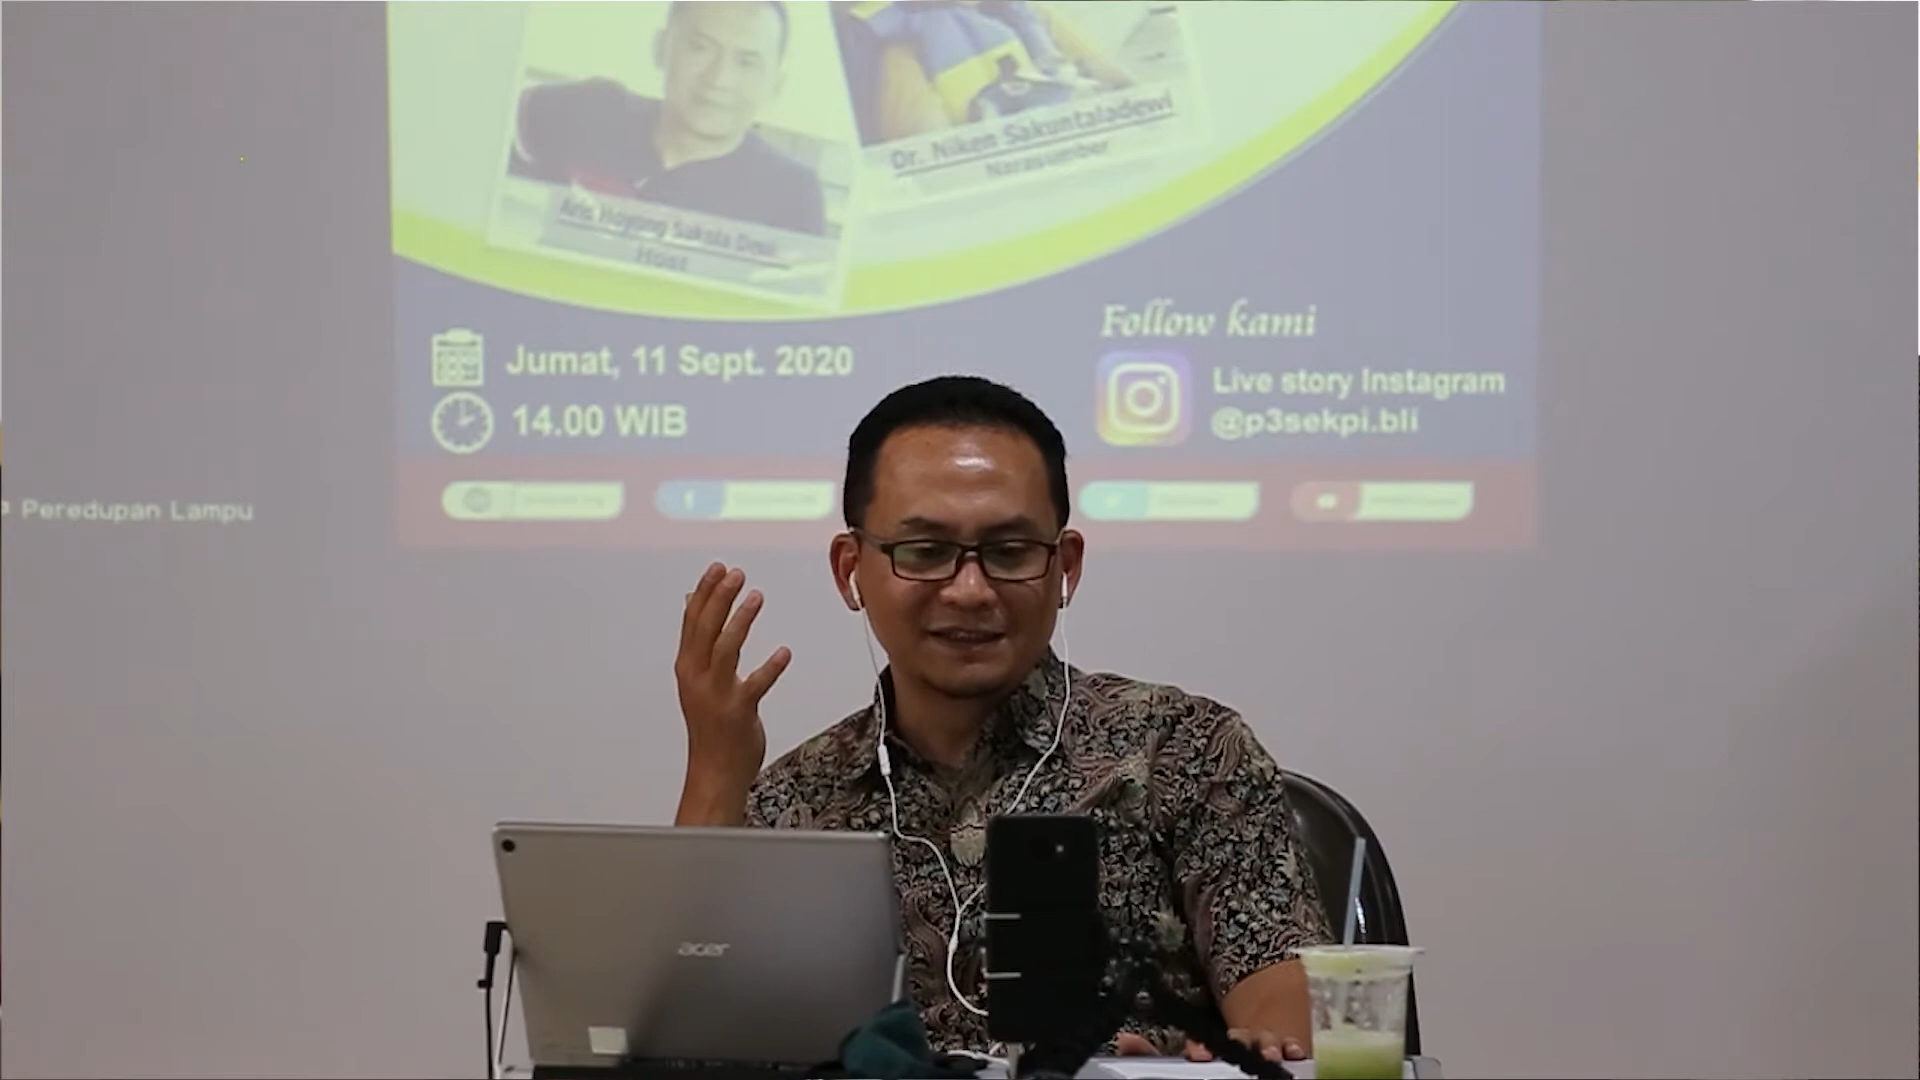 Dr. Niken Sakuntaladewi
Narasumber
Host
Follow kami
Jumat, 11 Sept. 2020
14.00 WIB
Live story Instagram
@p3sekpi.bli
Peredupan Lampu
acer